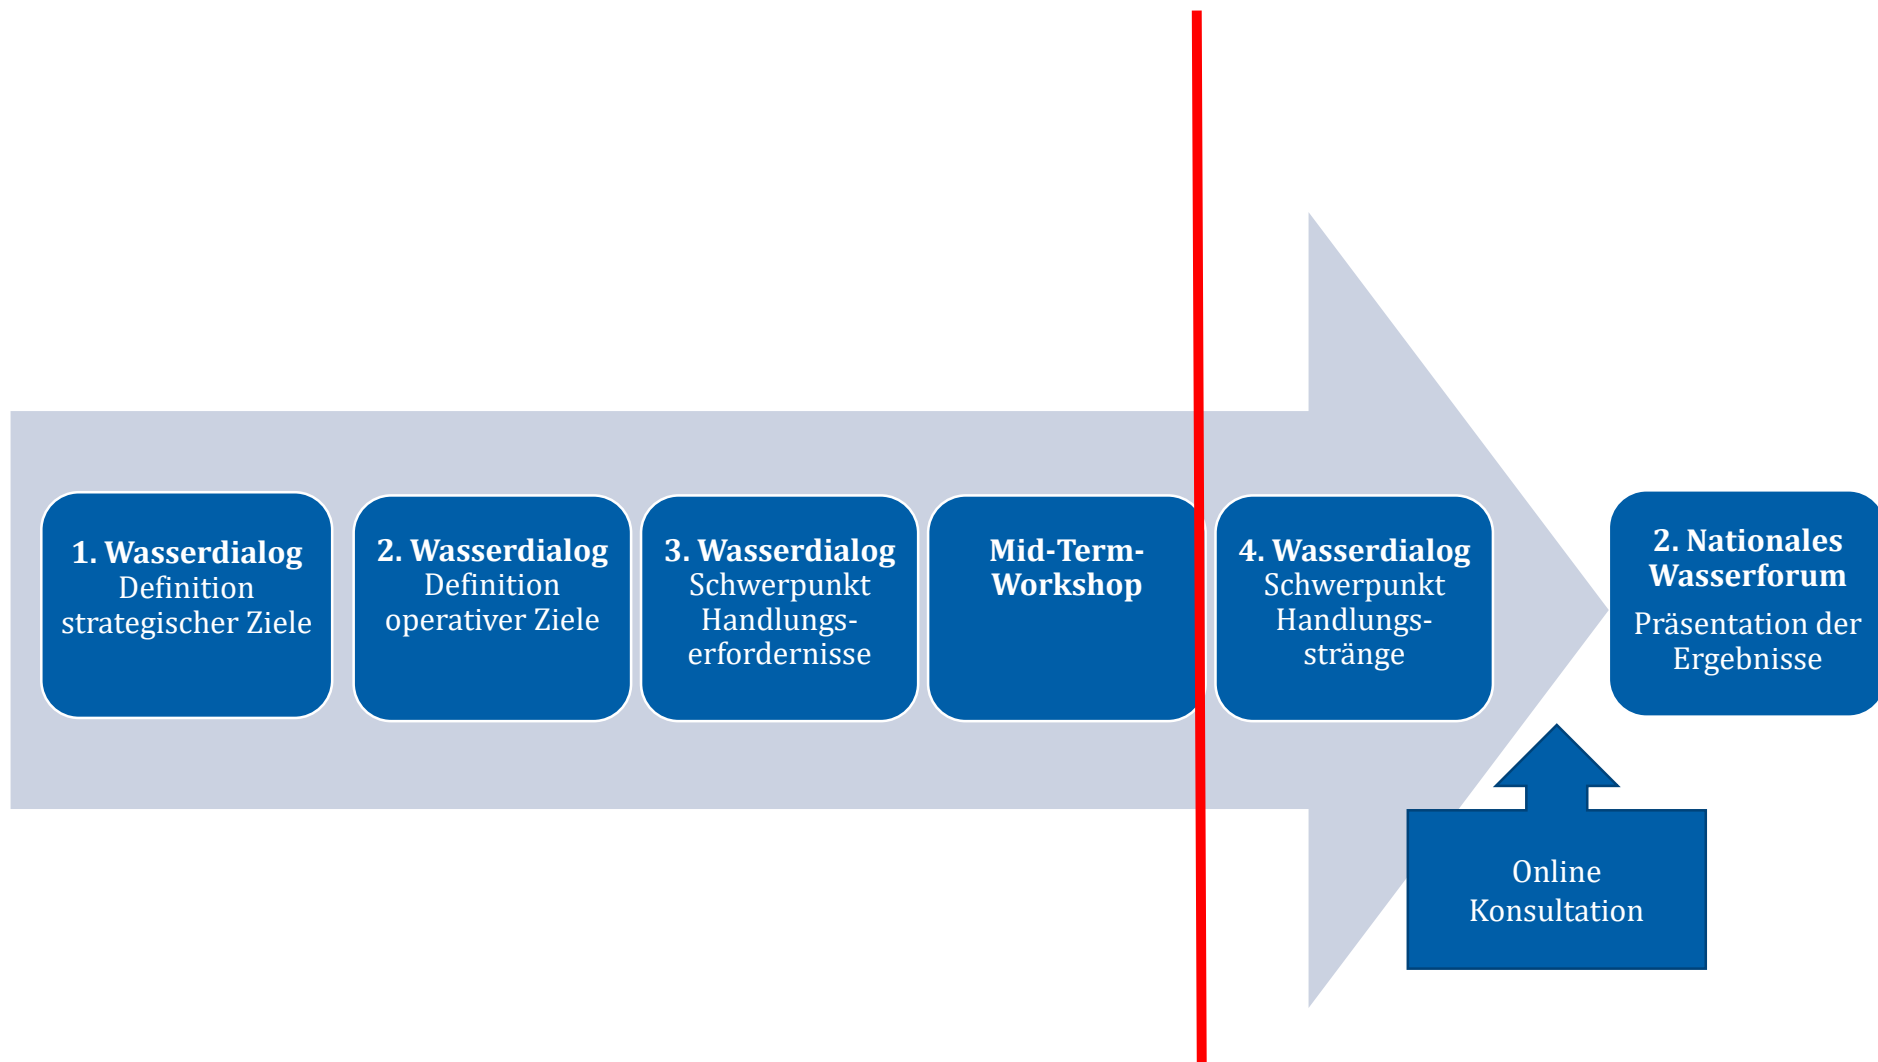 1. Wasserdialog
Definition
strategischer Ziele
2. Wasserdialog
Definition
operativer Ziele
3. Wasserdialog
Schwerpunkt
Handlungs-
erfordernisse
Mid-Term-
Workshop
4. Wasserdialog
Schwerpunkt
Handlungs-
stränge
2. Nationales
Wasserforum
Präsentation der
Ergebnisse
Online
Konsultation